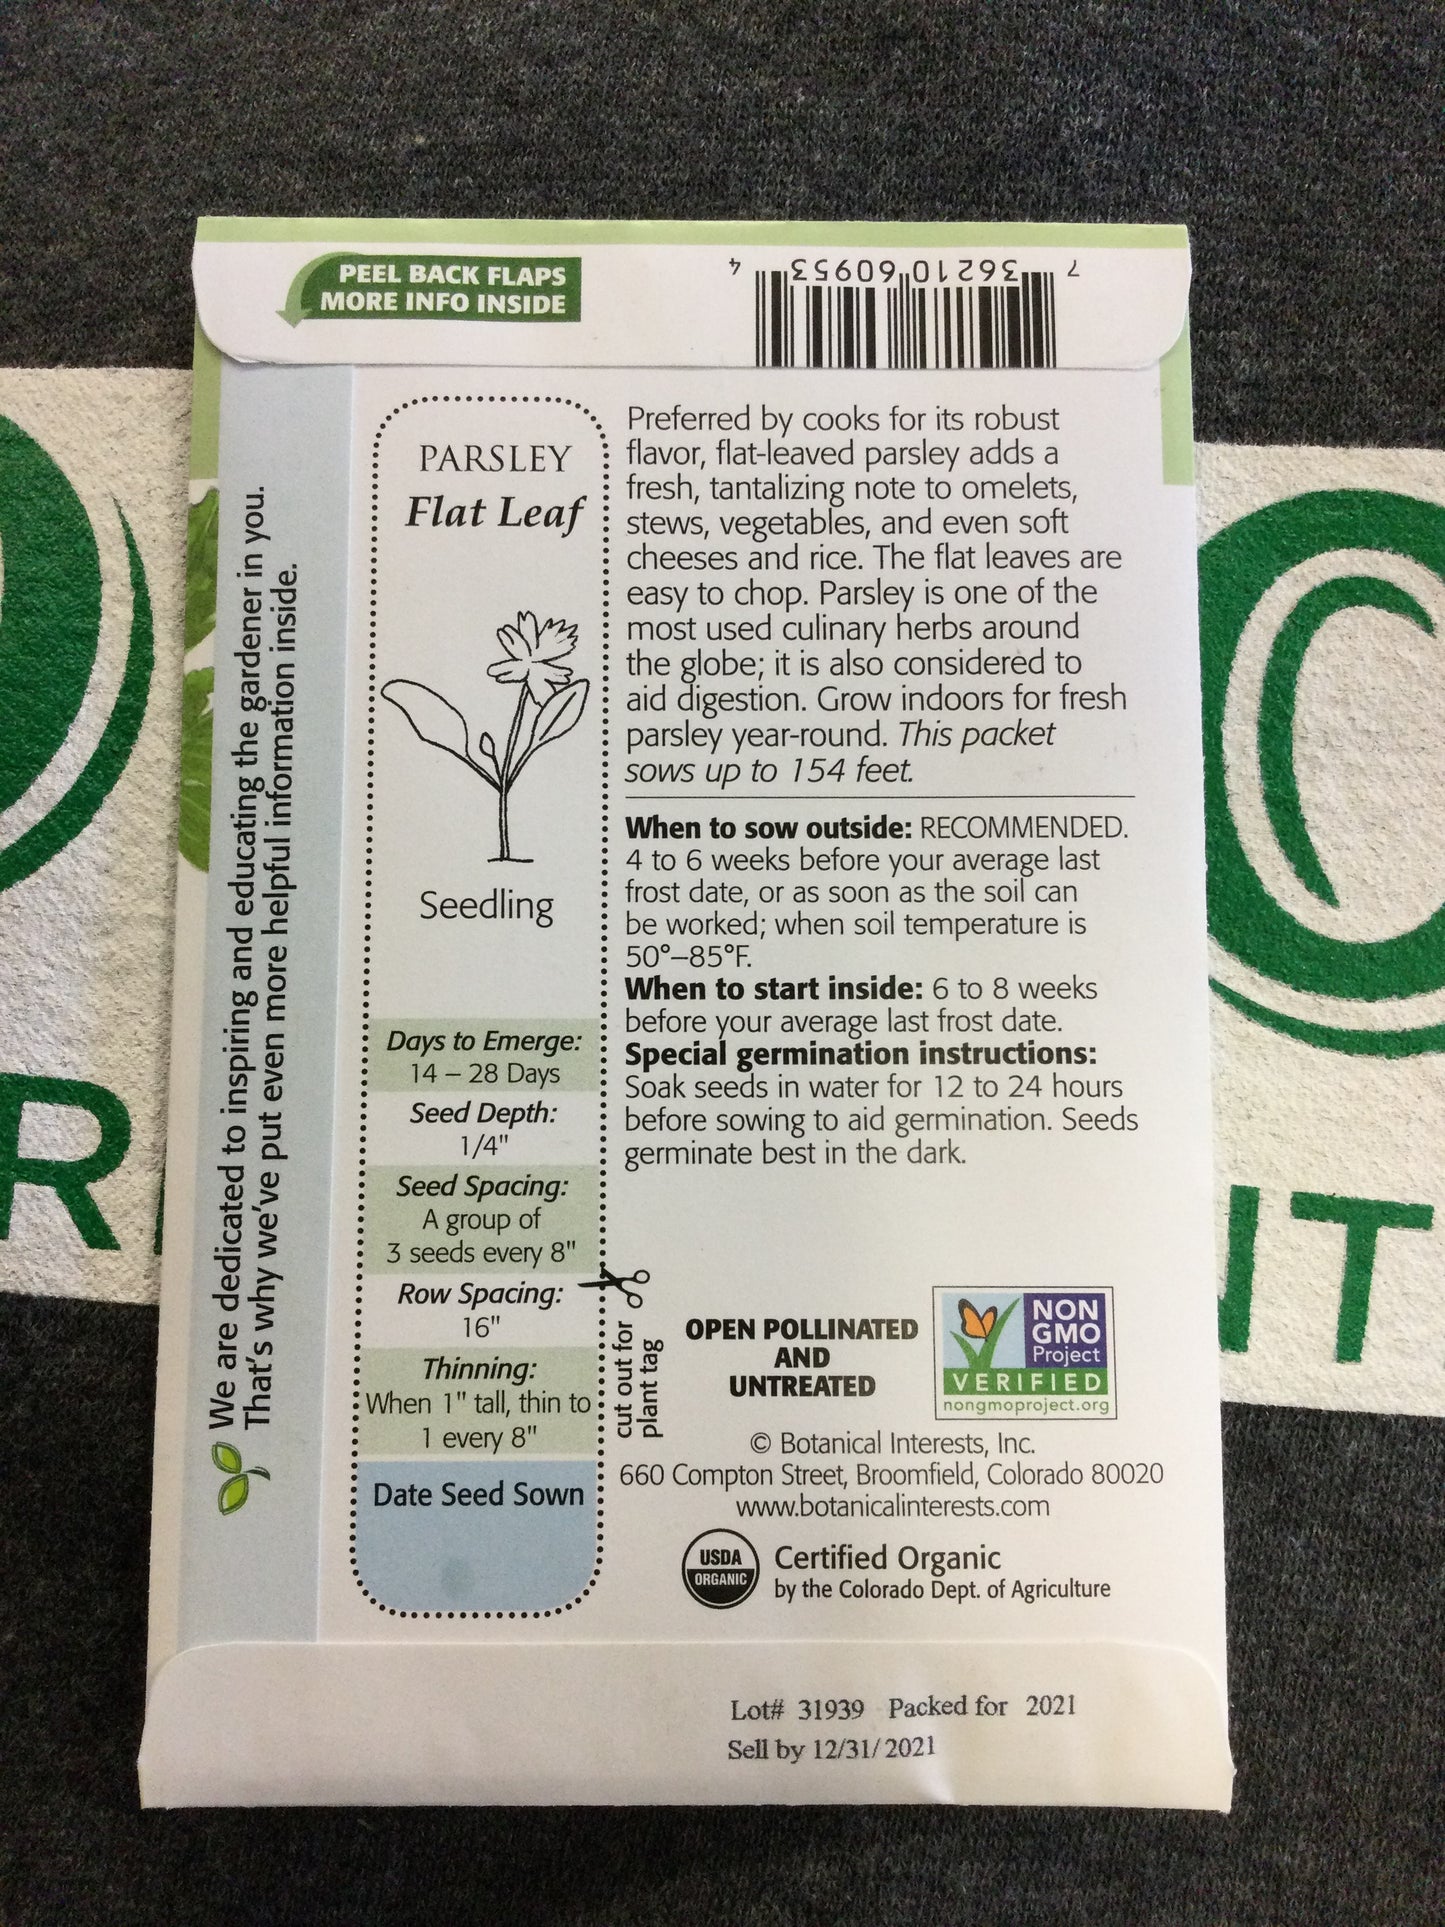 PEEL BACK FLAPS
MORE INFO INSIDE
7 36210 60953 4
We are dedicated to inspiring and educating the gardener in you.
That's why we've put even more helpful information inside.
PARSLEY
Flat Leaf
Seedling
Days to Emerge:
14 – 28 Days
Seed Depth:
1/4"
Seed Spacing:
A group of
3 seeds every 8"
Row Spacing:
16"
Thinning:
When 1" tall, thin to
1 every 8"
Date Seed Sown
cut out for
plant tag
Preferred by cooks for its robust
flavor, flat-leaved parsley adds a
fresh, tantalizing note to omelets,
stews, vegetables, and even soft
cheeses and rice. The flat leaves are
easy to chop. Parsley is one of the
most used culinary herbs around
the globe; it is also considered to
aid digestion. Grow indoors for fresh
parsley year-round. This packet
sows up to 154 feet.
When to sow outside: RECOMMENDED.
4 to 6 weeks before your average last
frost date, or as soon as the soil can
be worked; when soil temperature is
50°–85°F.
When to start inside: 6 to 8 weeks
before your average last frost date.
Special germination instructions:
Soak seeds in water for 12 to 24 hours
before sowing to aid germination. Seeds
germinate best in the dark.
OPEN POLLINATED
AND
UNTREATED
NON
GMO
Project
VERIFIED
nongmoproject.org
© Botanical Interests, Inc.
660 Compton Street, Broomfield, Colorado 80020
www.botanicalinterests.com
USDA
ORGANIC
Certified Organic
by the Colorado Dept. of Agriculture
Lot# 31939 Packed for 2021
Sell by 12/31/2021